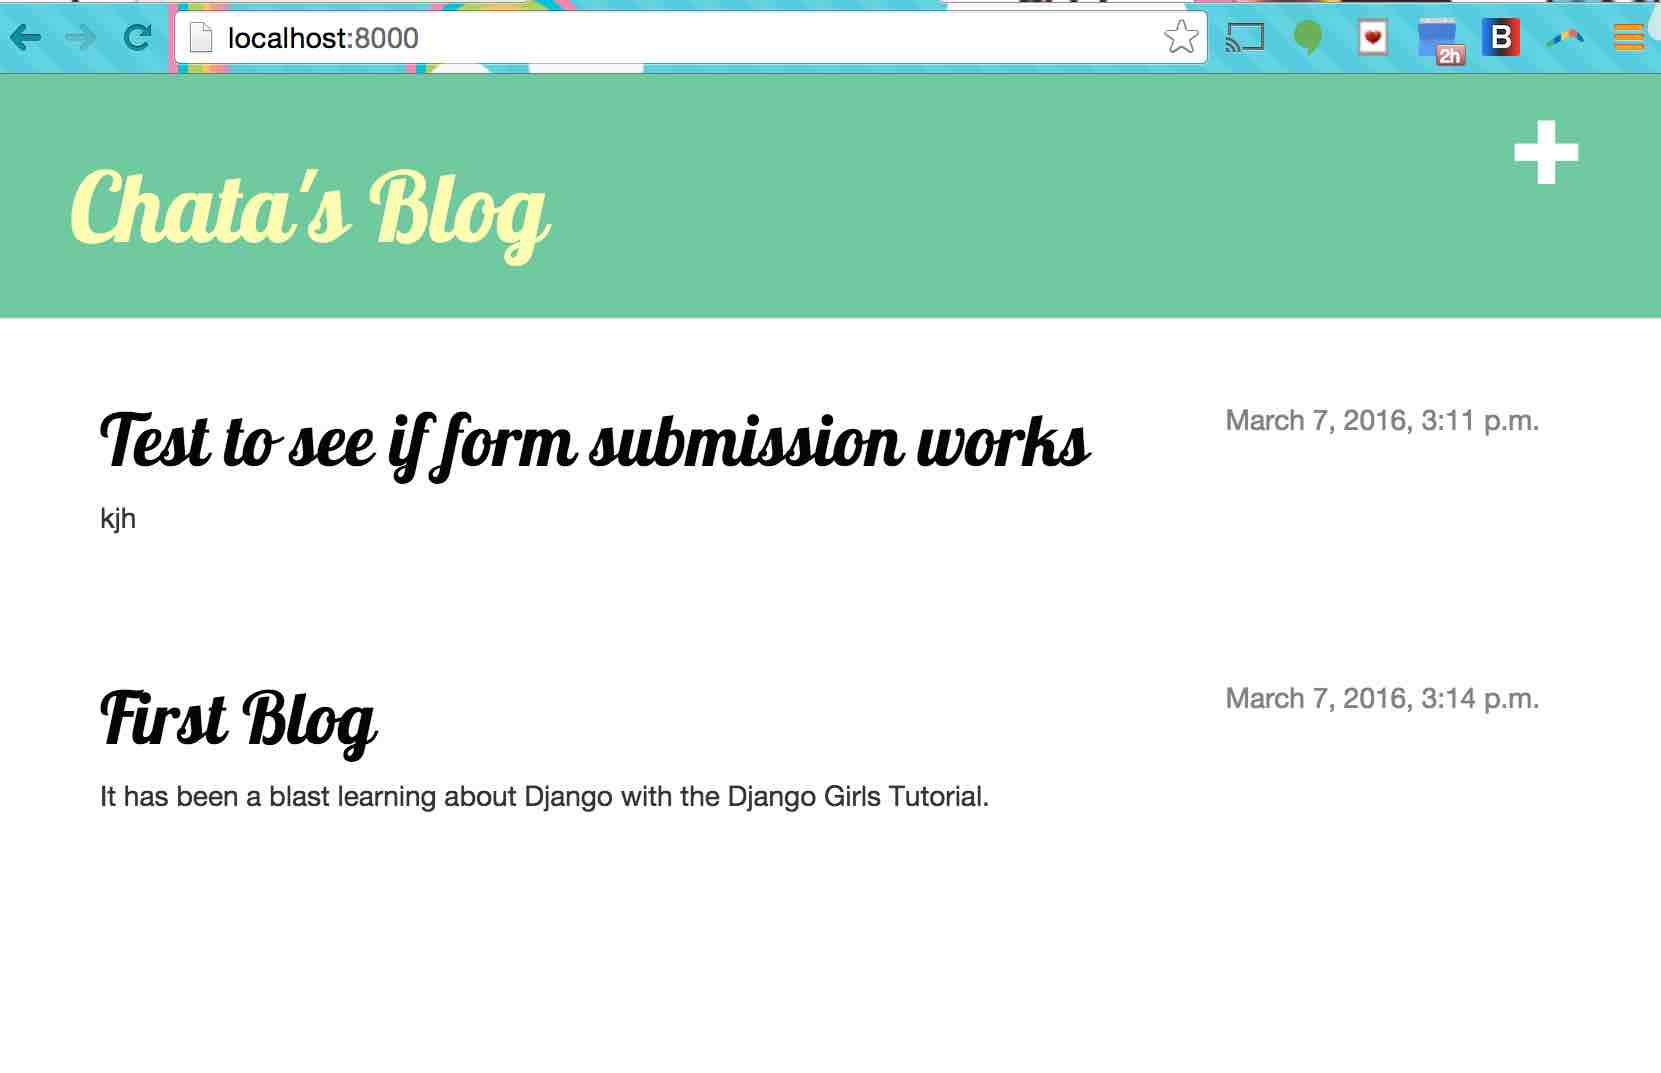 localhost:8000
2h
B
Chata's Blog
Test to see if form submission works
March 7, 2016, 3:11 p.m.
kjh
First Blog
March 7, 2016, 3:14 p.m.
It has been a blast learning about Django with the Django Girls Tutorial.